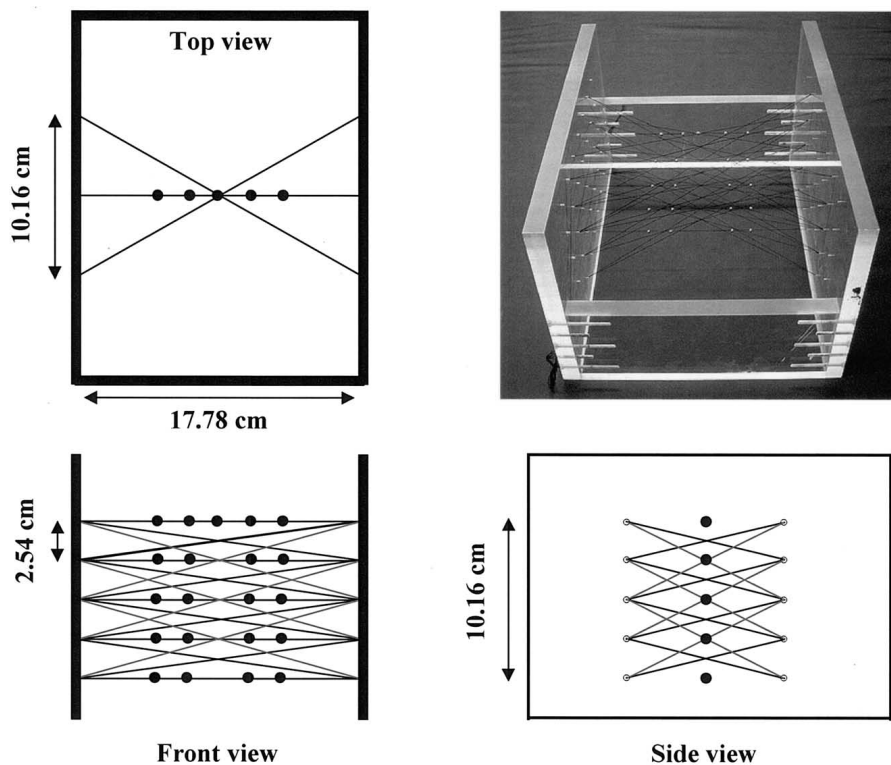 Top view
10.16 cm
17.78 cm
2.54 cm
10.16 cm
Front view
Side view